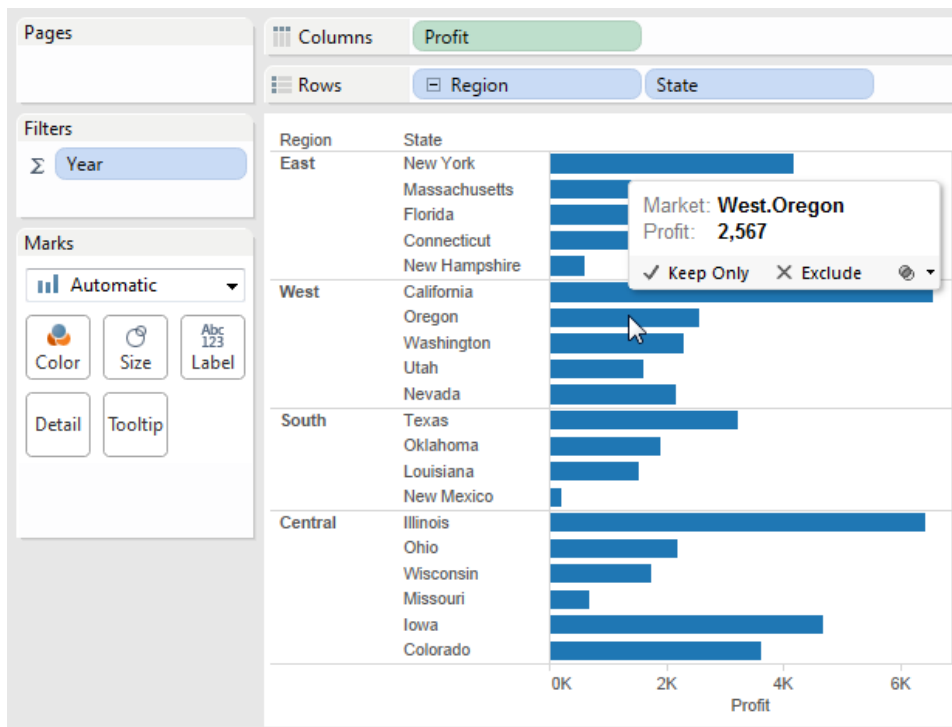 Pages
Columns
Profit
Rows
Region
State
Filters
Σ Year
Marks
Automatic
Color
Size
Abc
123
Label
Detail
Tooltip
Region State
East New York
Massachusetts
Florida
Connecticut
New Hampshire
West California
Oregon
Washington
Utah
Nevada
South Texas
Oklahoma
Louisiana
New Mexico
Central Illinois
Ohio
Wisconsin
Missouri
Iowa
Colorado
Market: West.Oregon
Profit: 2,567
Keep Only Exclude
0K 2K 4K 6K
Profit